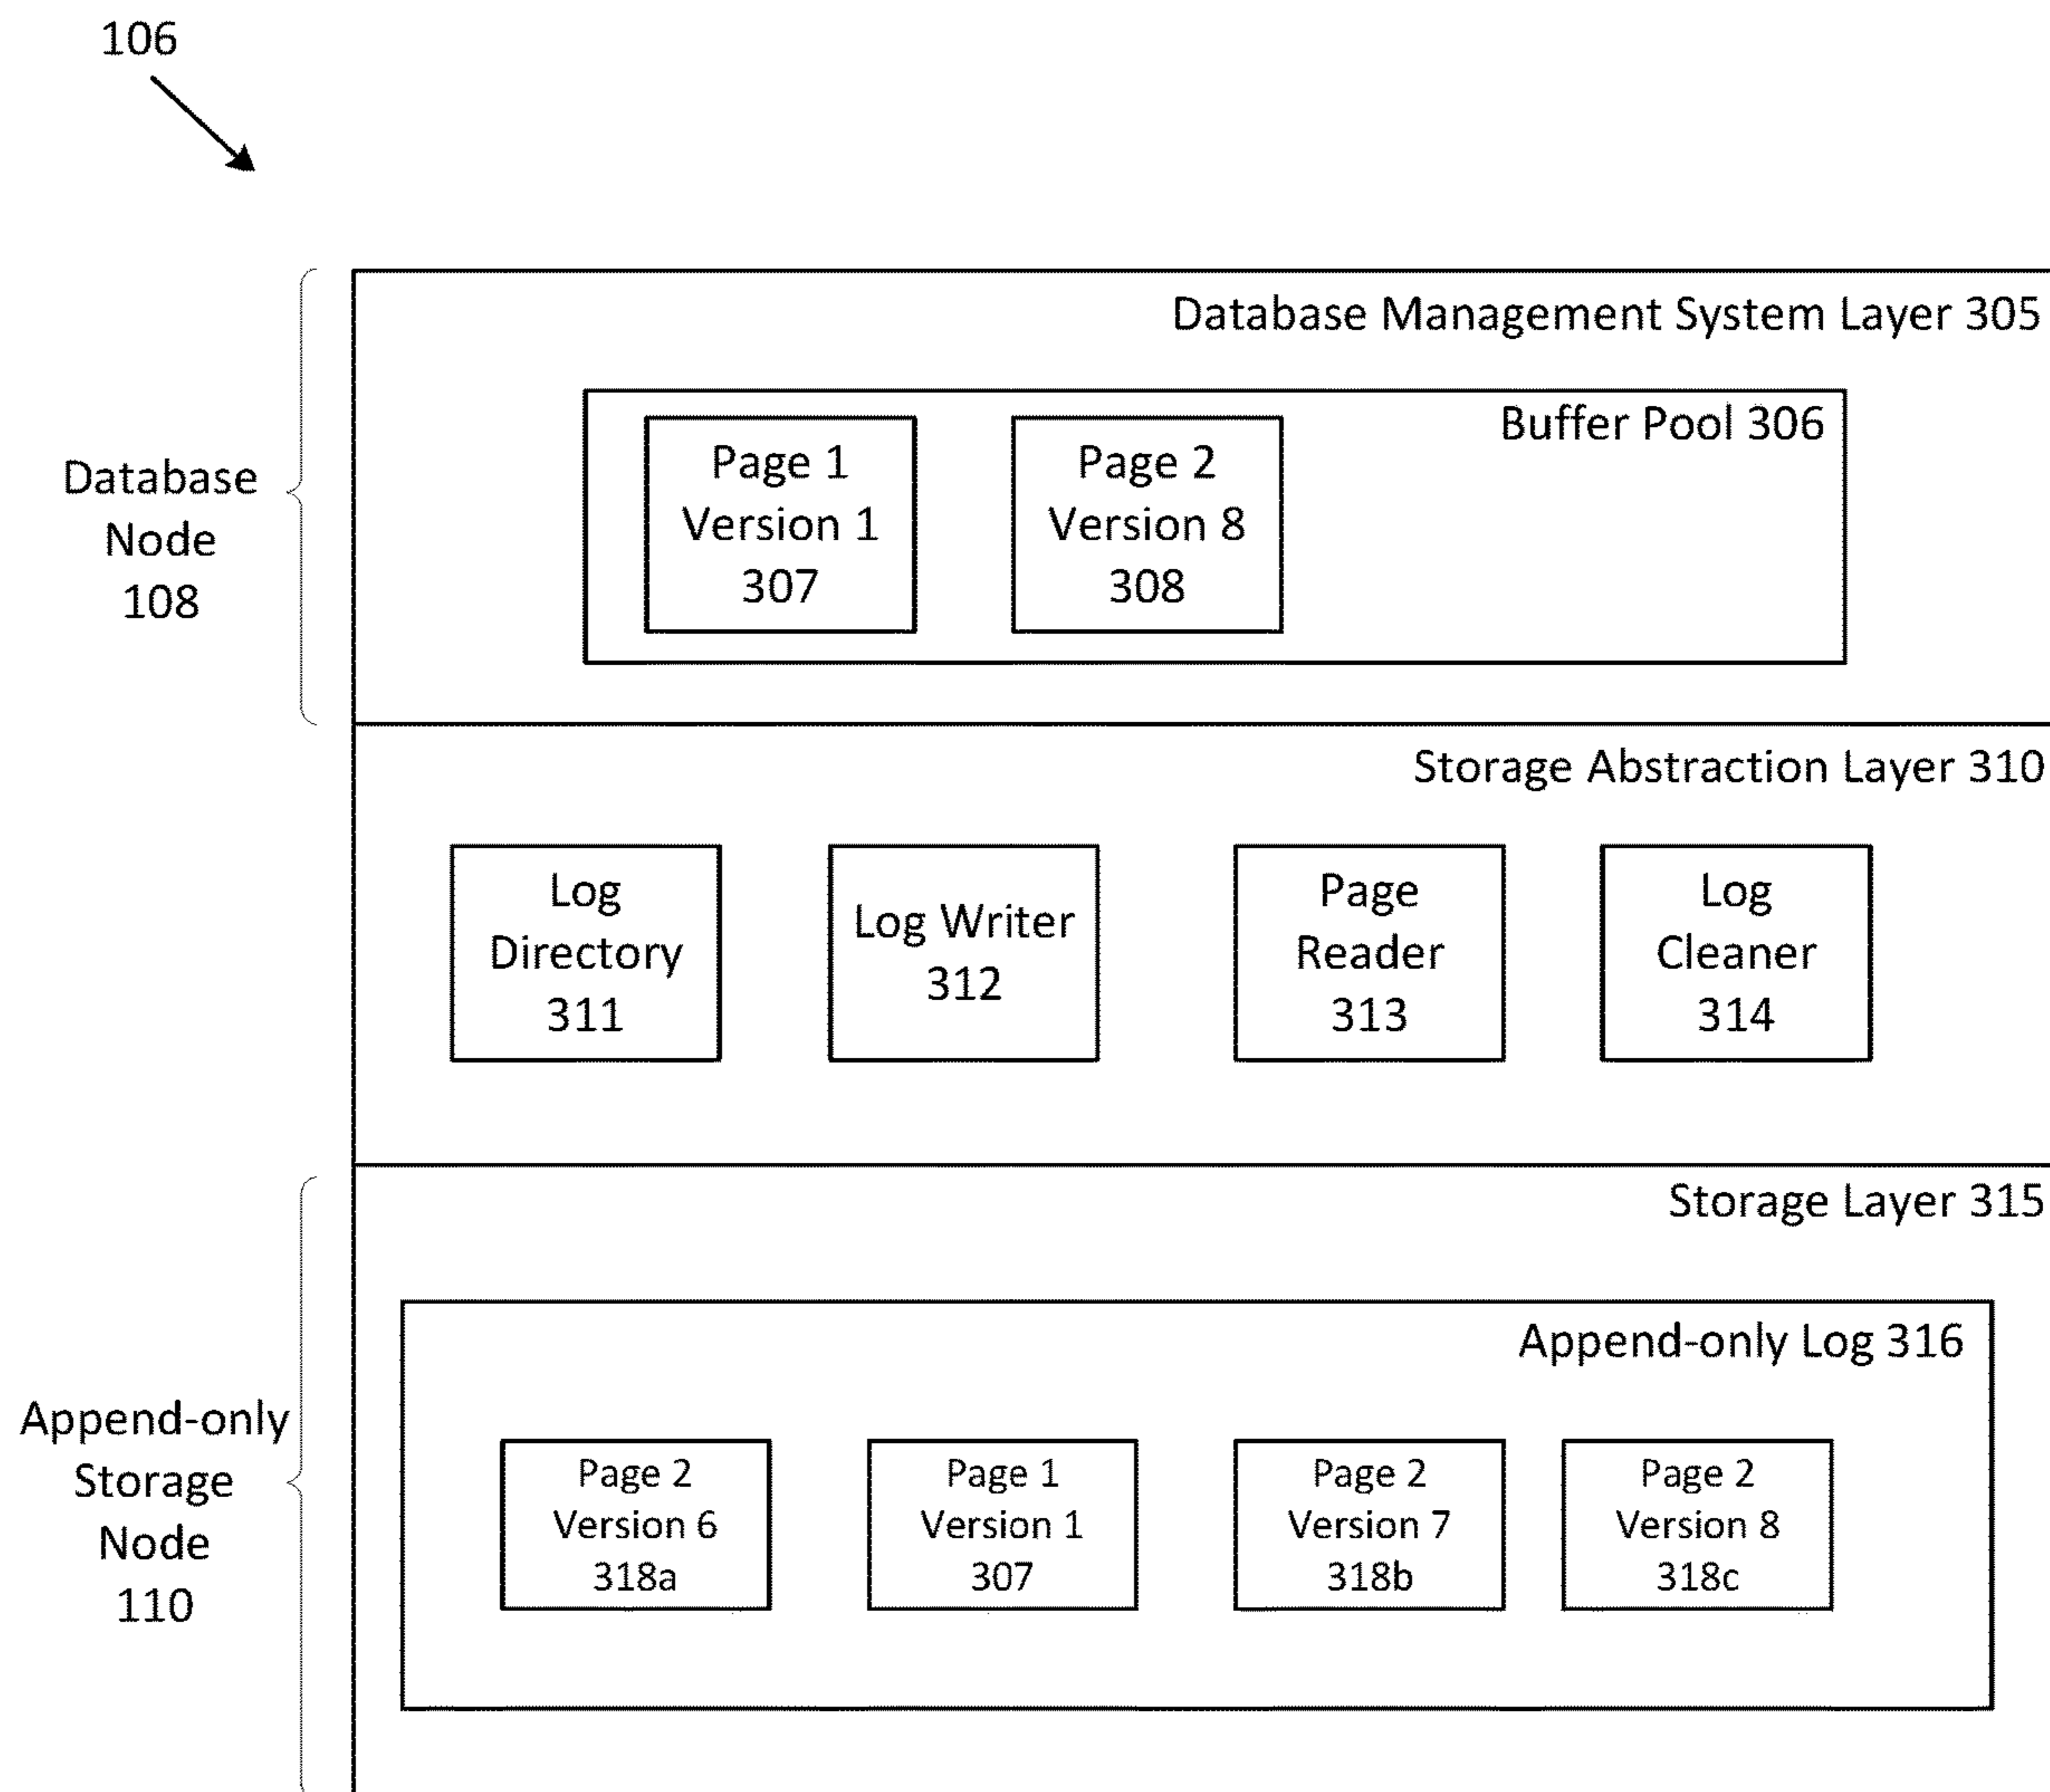 106
Database Management System Layer 305
Buffer Pool 306
Page 1
Version 1
307
Page 2
Version 8
308
Database
Node
108
Storage Abstraction Layer 310
Log
Directory
311
Log Writer
312
Page
Reader
313
Log
Cleaner
314
Storage Layer 315
Append-only Log 316
Page 2
Version 6
318a
Page 1
Version 1
307
Page 2
Version 7
318b
Page 2
Version 8
318c
Append-only
Storage
Node
110